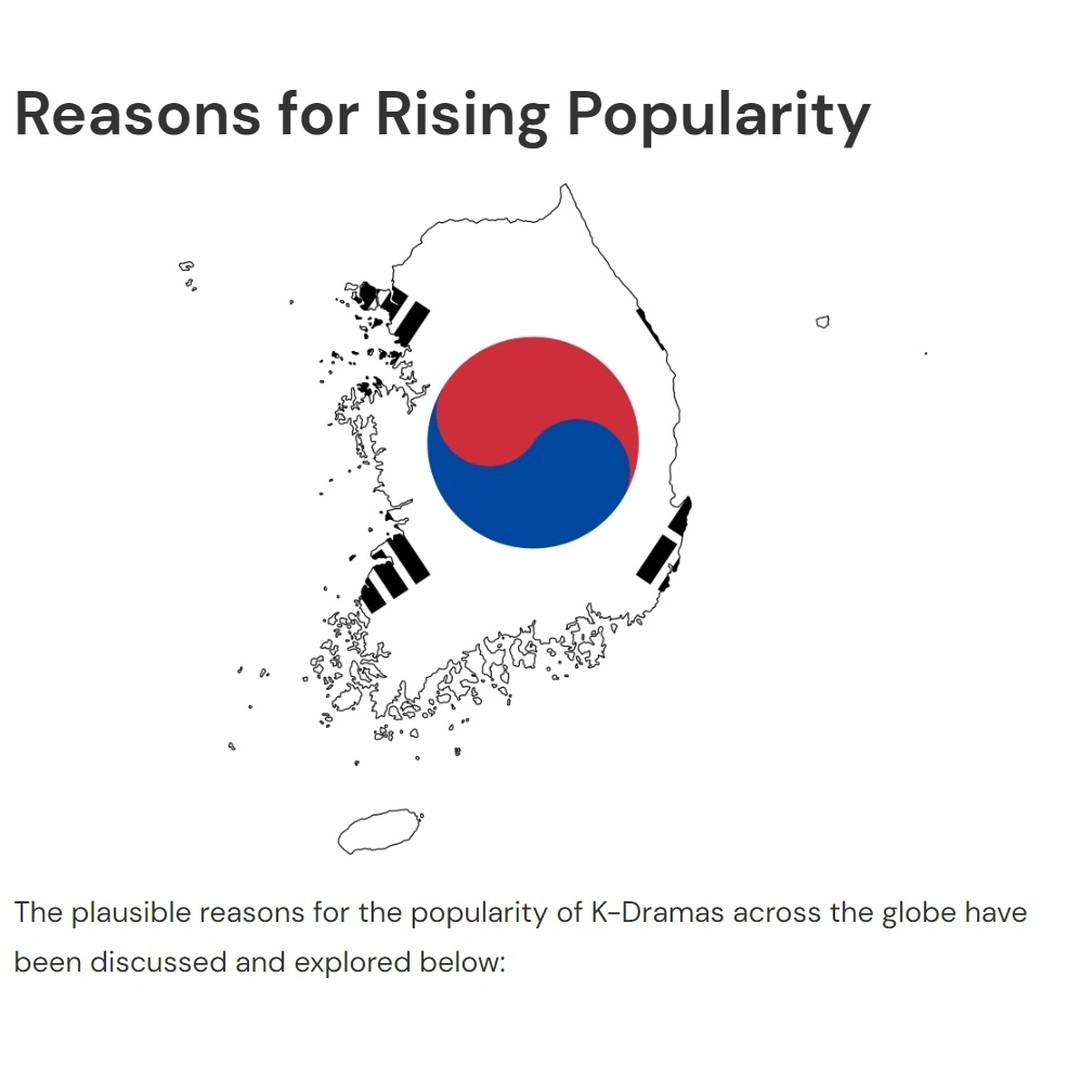 Reasons for Rising Popularity
The plausible reasons for the popularity of K-Dramas across the globe have
been discussed and explored below: